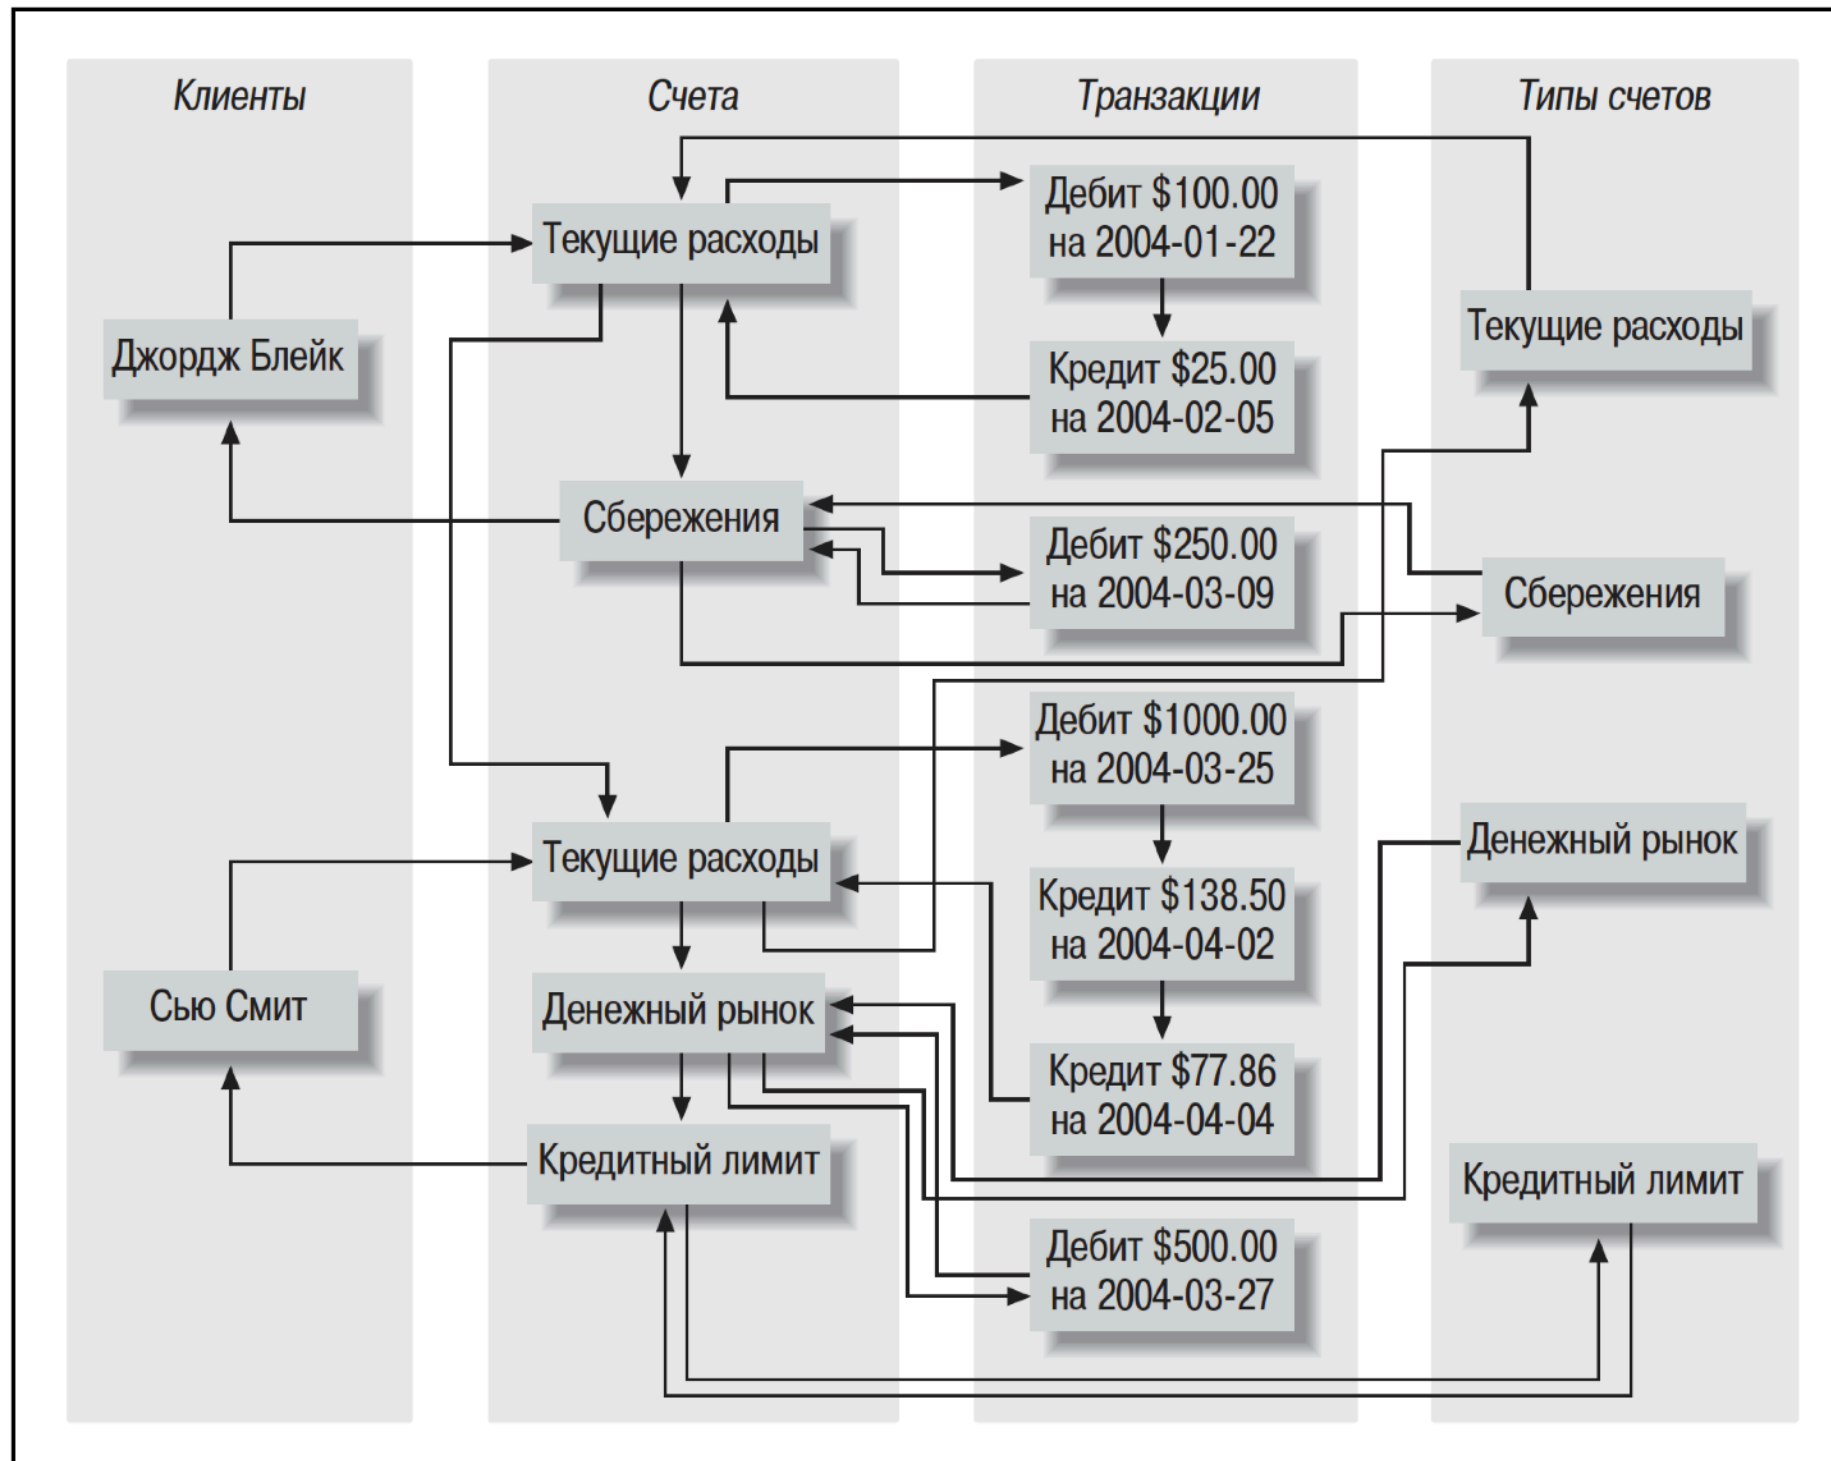 Клиенты
Джордж Блейк
Сью Смит
Счета
Текущие расходы
Сбережения
Текущие расходы
Денежный рынок
Кредитный лимит
Транзакции
Дебит $100.00
на 2004-01-22
Кредит $25.00
на 2004-02-05
Дебит $250.00
на 2004-03-09
Дебит $1000.00
на 2004-03-25
Кредит $138.50
на 2004-04-02
Кредит $77.86
на 2004-04-04
Дебит $500.00
на 2004-03-27
Типы счетов
Текущие расходы
Сбережения
Денежный рынок
Кредитный лимит